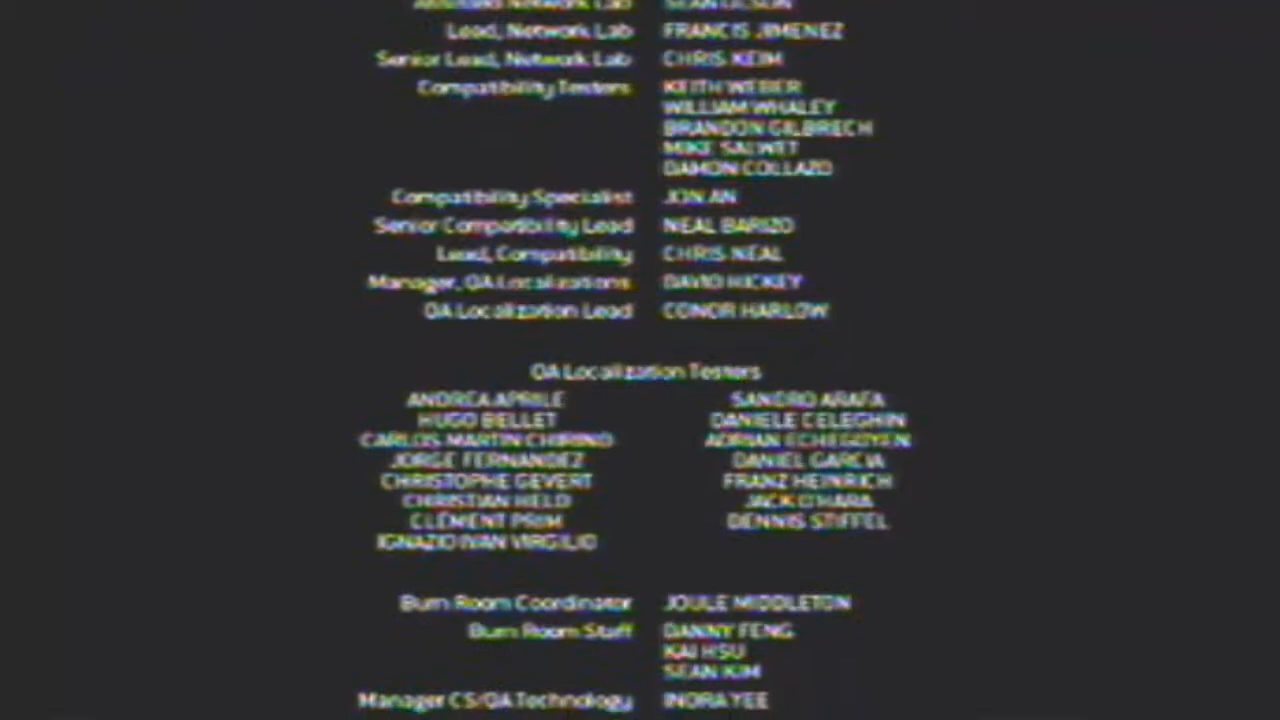 Network Lab SEAN OLSON
Lead, Network Lab FRANCIS JIMENEZ
Senior Lead, Network Lab CHRIS KEIM
Compatibility Testers KEITH WEBER
WILLIAM WHALEY
BRANDON GILBRECH
MIKE SALWET
DAMON COLLAZO
Compatibility Specialist JON AN
Senior Compatibility Lead NEAL BARIZO
Lead, Compatibility CHRIS NEAL
Manager, QA Localizations DAVID HICKEY
QA Localization Lead CONOR HARLOW
QA Localization Testers
ANDREA APRILE SANDRO ARAFA
HUGO BELLET DANIELE CELEGHIN
CARLOS MARTIN CHIRINO ADRIAN ECHEGOYEN
JORGE FERNANDEZ DANIEL GARCIA
CHRISTOPHE GEVERT FRANZ HEINRICH
CHRISTIAN HELD JACK O'HARA
CLÉMENT PRIM DENNIS STIFFEL
IGNAZIO IVAN VIRGILIO
Burn Room Coordinator JOULE MIDDLETON
Burn Room Staff DANNY FENG
KAI HSU
SEAN KIM
Manager CS/QA Technology INDRA YEE